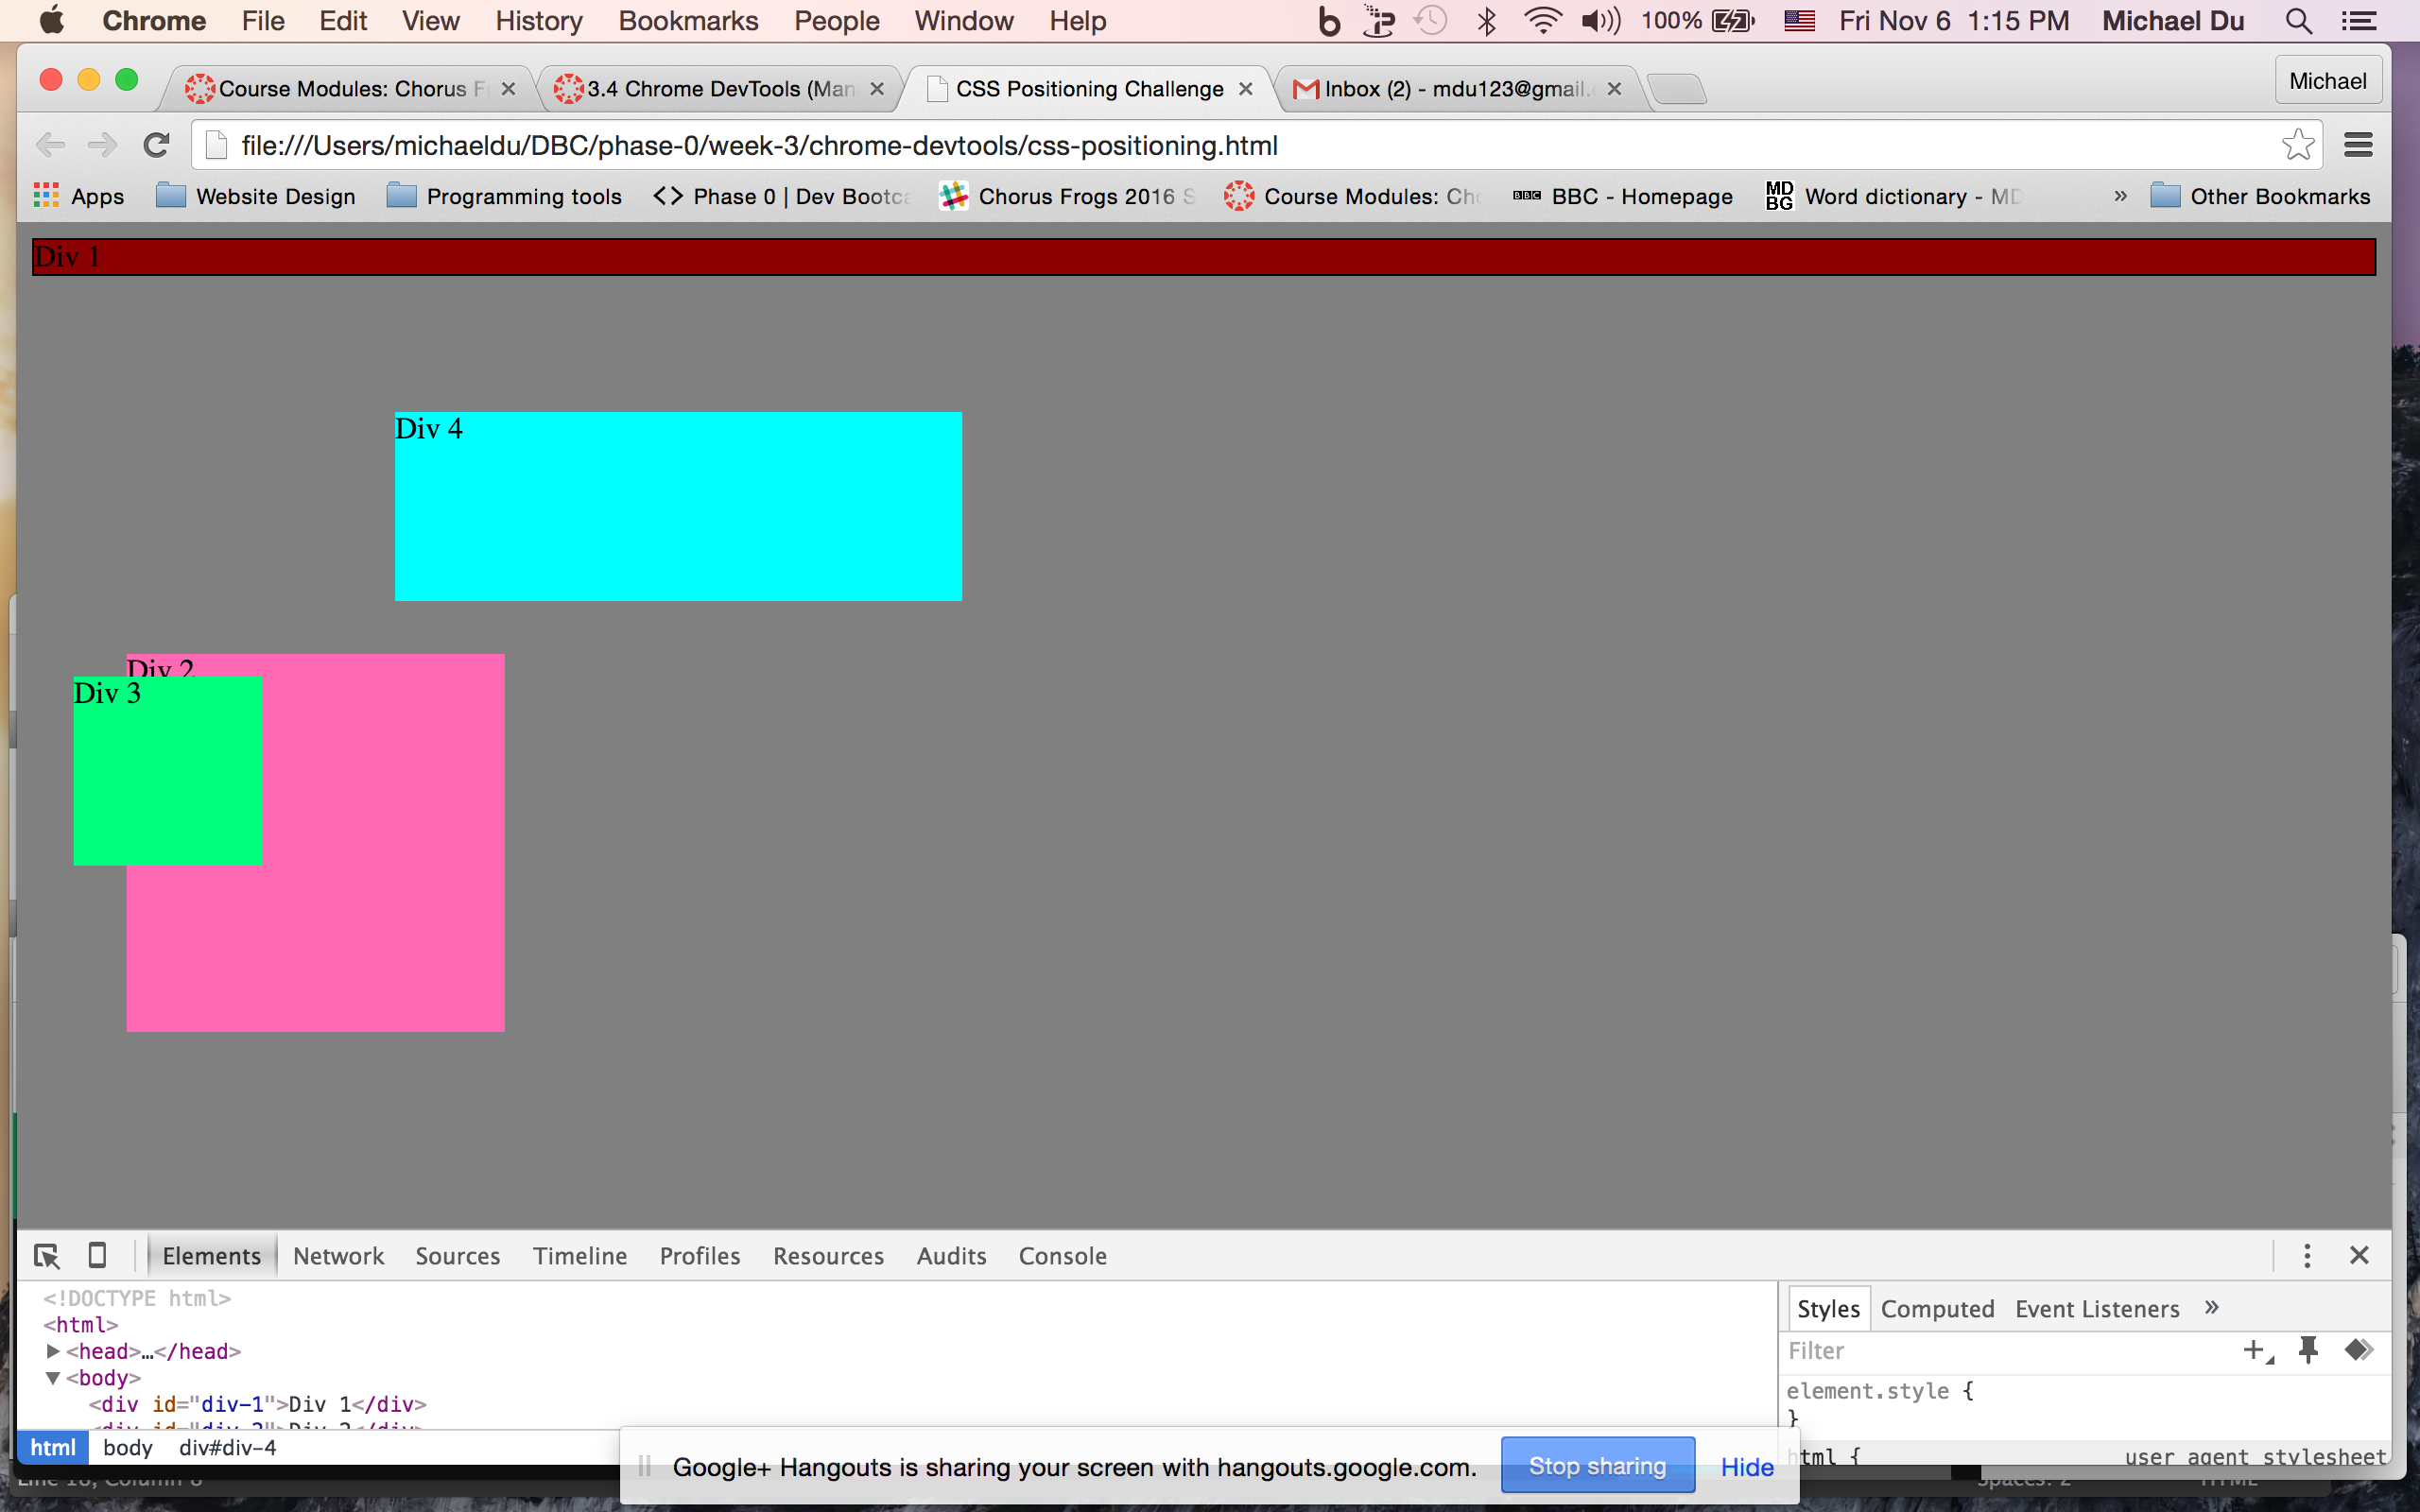 Chrome File Edit View History Bookmarks People Window Help 100% Fri Nov 6 1:15 PM Michael Du
Course Modules: Chorus F 3.4 Chrome DevTools (Man CSS Positioning Challenge Inbox (2) - mdu123@gmail. Michael
file:///Users/michaeldu/DBC/phase-0/week-3/chrome-devtools/css-positioning.html
Apps Website Design Programming tools <> Phase 0 | Dev Bootc Chorus Frogs 2016 S Course Modules: Cho BBC BBC - Homepage MDBG Word dictionary - MD » Other Bookmarks
Div 1
Div 4
Div 2
Div 3
Elements Network Sources Timeline Profiles Resources Audits Console
<!DOCTYPE html>
<html>
<head>…</head>
<body>
<div id="div-1">Div 1</div>
html body div#div-4
Styles Computed Event Listeners »
Filter
element.style {
}
html { user agent stylesheet
Google+ Hangouts is sharing your screen with hangouts.google.com. Stop sharing Hide